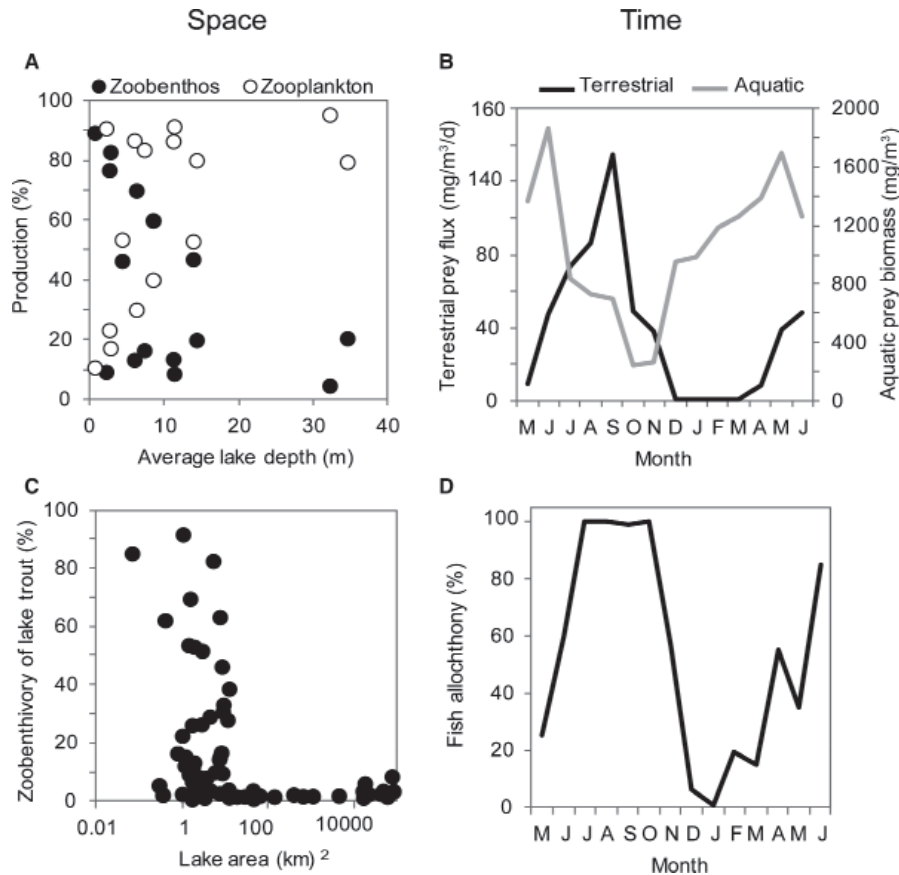 Space
Time
A
Zoobenthos Zooplankton
100
80
60
40
20
0
0 10 20 30 40
Production (%)
Average lake depth (m)
B
Terrestrial Aquatic
160
140
80
40
0
2000
1600
1200
800
400
0
Terrestrial prey flux (mg/m³/d)
Aquatic prey biomass (mg/m³)
M J J A S O N D J F M A M J
Month
C
100
80
60
40
20
0
0.01 1 100 10000
Zoobenthivory of lake trout (%)
Lake area (km) ²
D
100
80
60
40
20
0
Fish allochthony (%)
M J J A S O N D J F M A M J
Month